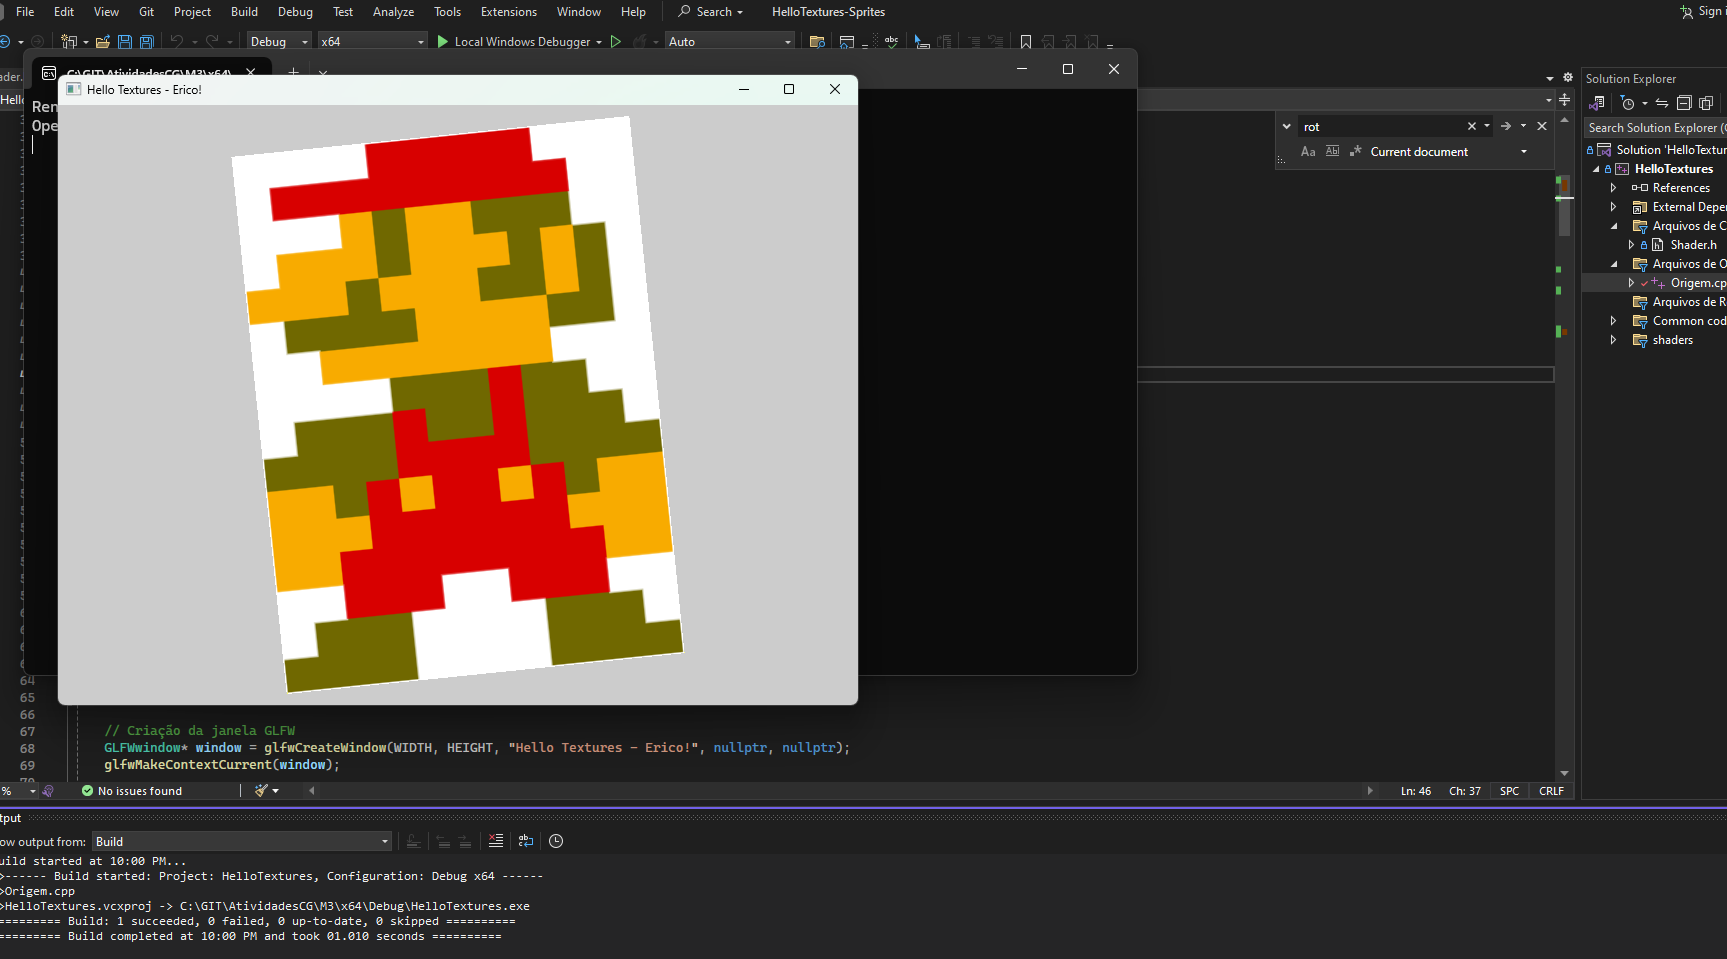 File Edit View Git Project Build Debug Test Analyze Tools Extensions Window Help Search HelloTextures-Sprites Sign
Debug x64 Local Windows Debugger Auto
C:\GIT\AtividadesCG\M3\x64\
Hello Textures - Erico!
Ren
Ope
rot
Aa Ab Current document
Solution Explorer
Search Solution Explorer (
Solution 'HelloTextur
HelloTextures
References
External Depe
Arquivos de C
Shader.h
Arquivos de O
Origem.cp
Arquivos de R
Common cod
shaders
64
65
66
67 // Criação da janela GLFW
68 GLFWwindow* window = glfwCreateWindow(WIDTH, HEIGHT, "Hello Textures - Erico!", nullptr, nullptr);
69 glfwMakeContextCurrent(window);
% No issues found Ln: 46 Ch: 37 SPC CRLF
tput
ow output from: Build
uild started at 10:00 PM...
>------ Build started: Project: HelloTextures, Configuration: Debug x64 ------
>Origem.cpp
>HelloTextures.vcxproj -> C:\GIT\AtividadesCG\M3\x64\Debug\HelloTextures.exe
========= Build: 1 succeeded, 0 failed, 0 up-to-date, 0 skipped ==========
========= Build completed at 10:00 PM and took 01.010 seconds ==========